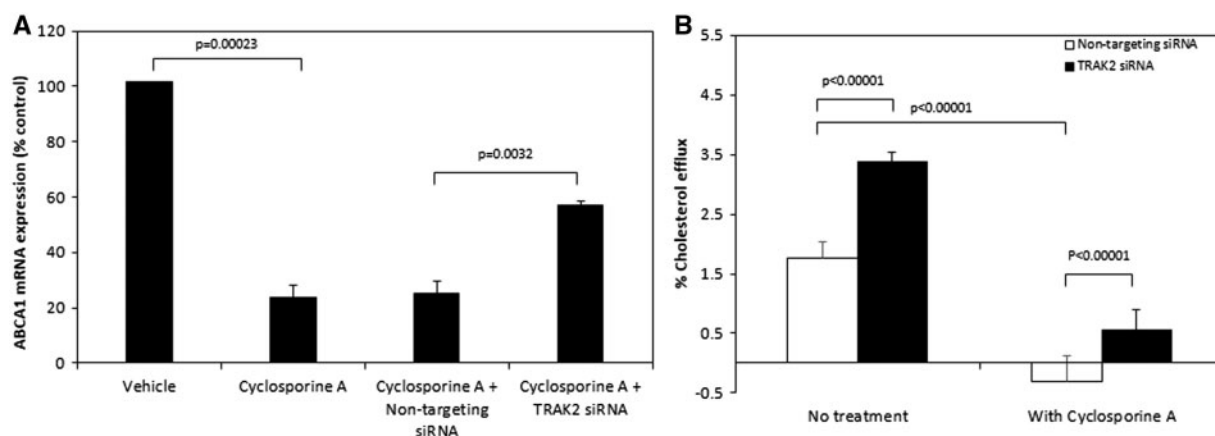 A
120
100
80
60
40
20
0
ABCA1 mRNA expression (% control)
p=0.00023
p=0.0032
Vehicle
Cyclosporine A
Cyclosporine A +
Non-targeting
siRNA
Cyclosporine A +
TRAK2 siRNA
B
5.5
4.5
3.5
2.5
1.5
0.5
-0.5
% Cholesterol efflux
Non-targeting siRNA
TRAK2 siRNA
p<0.00001
p<0.00001
P<0.00001
No treatment
With Cyclosporine A